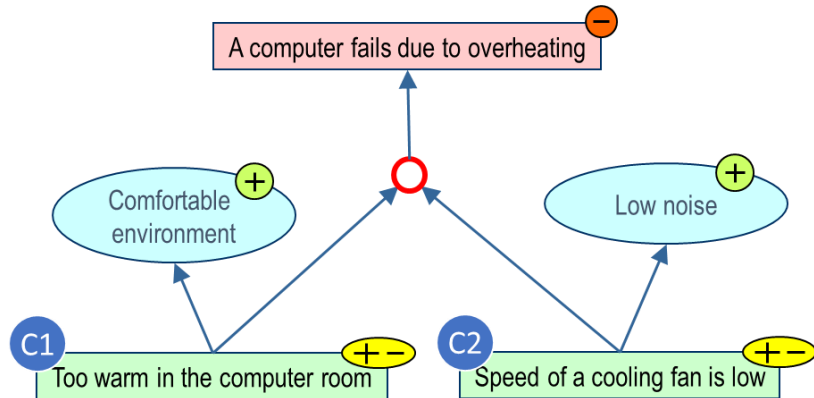 −
A computer fails due to overheating
+
Comfortable
environment
+
Low noise
C1
+ −
Too warm in the computer room
C2
+ −
Speed of a cooling fan is low